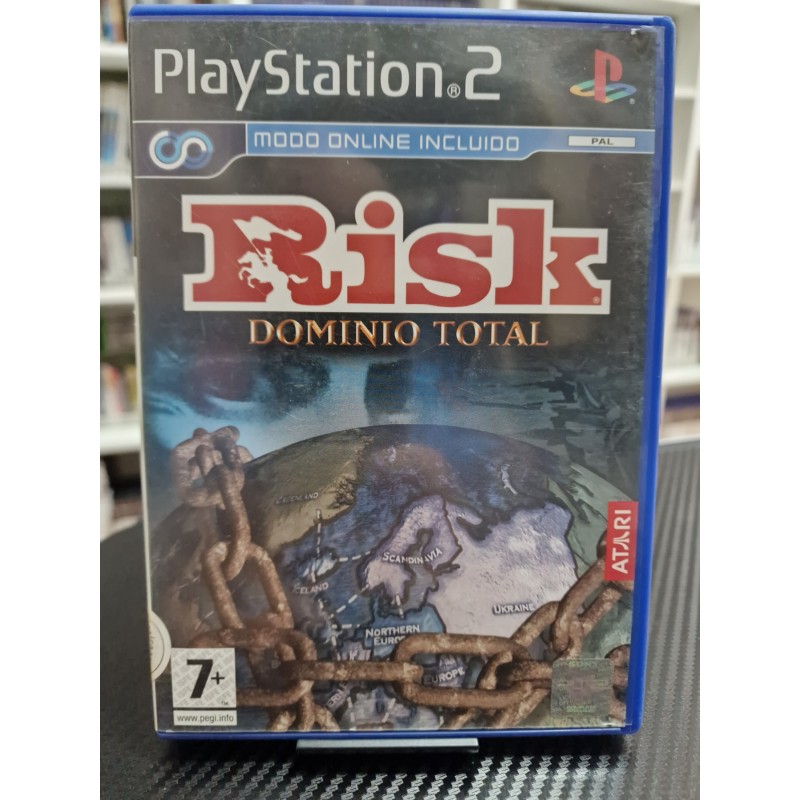 PlayStation®2
MODO ONLINE INCLUIDO
PAL
Risk®
DOMINIO TOTAL
GREENLAND
ICELAND
SCANDINAVIA
UKRAINE
NORTHERN
EUROPE
ATARI
7+
www.pegi.info
SONY